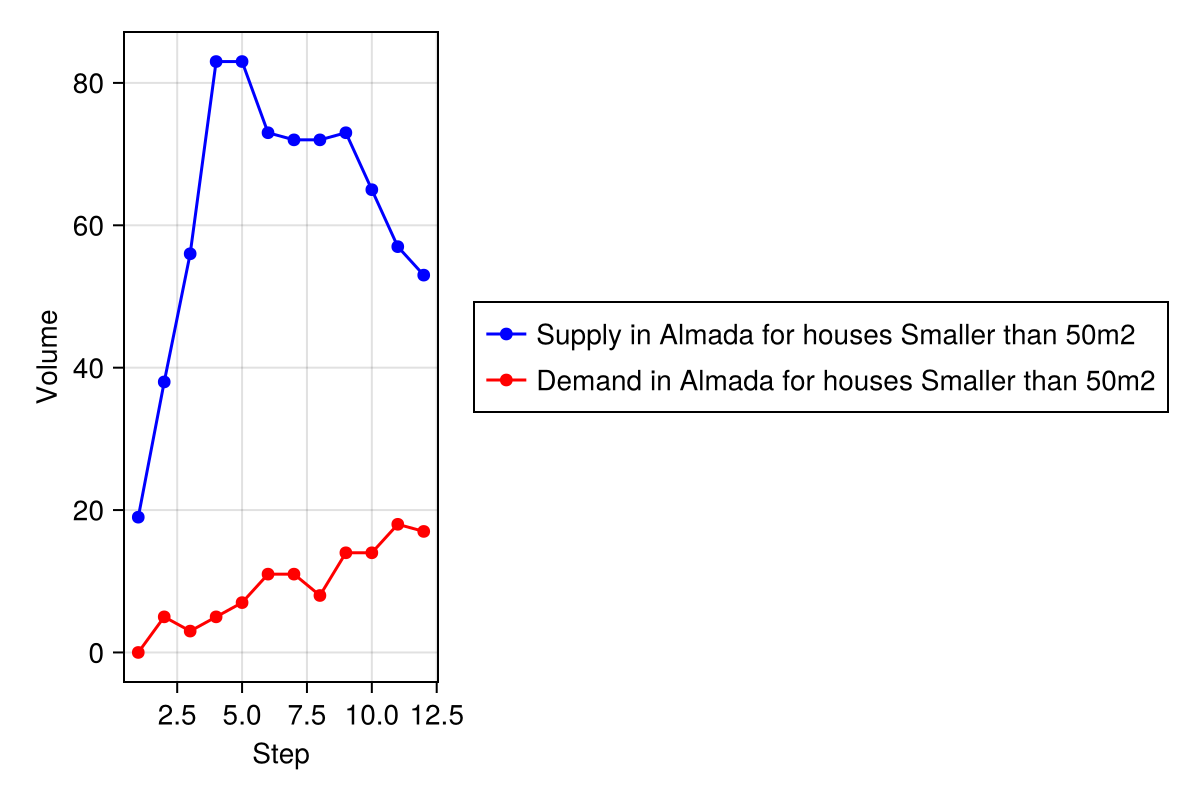 80
60
40
20
0
Volume
2.5 5.0 7.5 10.0 12.5
Step
Supply in Almada for houses Smaller than 50m2
Demand in Almada for houses Smaller than 50m2